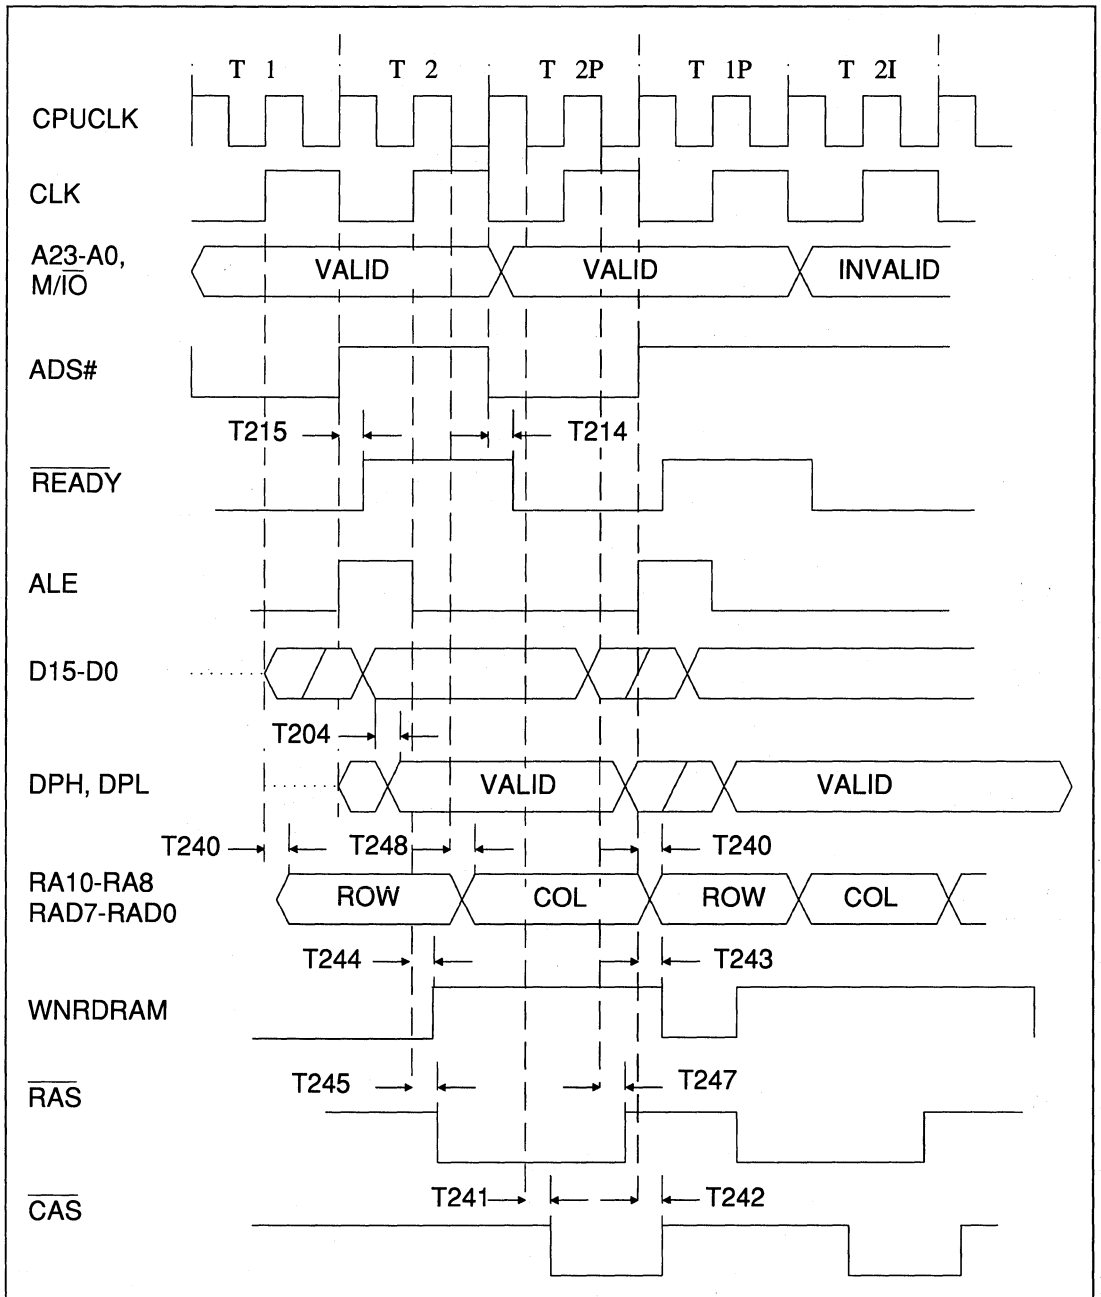 T 1 T 2 T 2P T 1P T 2I
CPUCLK
CLK
A23-A0,
M/IO
VALID VALID INVALID
ADS#
T215 T214
READY
ALE
D15-D0
T204
DPH, DPL VALID VALID
T240 T248 T240
RA10-RA8
RAD7-RAD0
ROW COL ROW COL
T244 T243
WNRDRAM
T245 T247
RAS
T241 T242
CAS